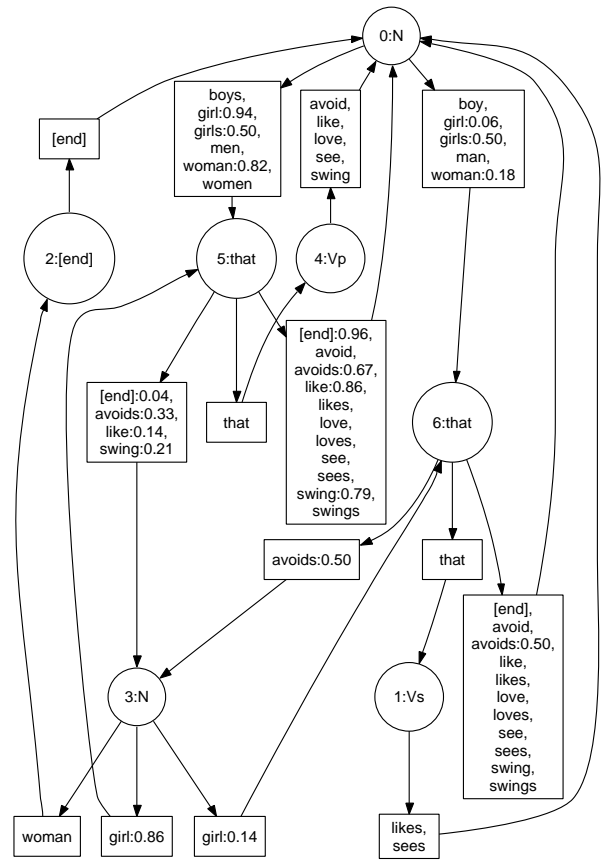 0:N
boys,
girl:0.94,
girls:0.50,
men,
woman:0.82,
women
avoid,
like,
love,
see,
swing
boy,
girl:0.06,
girls:0.50,
man,
woman:0.18
[end]
2:[end]
5:that
4:Vp
[end]:0.04,
avoids:0.33,
like:0.14,
swing:0.21
that
[end]:0.96,
avoid,
avoids:0.67,
like:0.86,
likes,
love,
loves,
see,
sees,
swing:0.79,
swings
6:that
avoids:0.50
that
[end],
avoid,
avoids:0.50,
like,
likes,
love,
loves,
see,
sees,
swing,
swings
3:N
1:Vs
woman
girl:0.86
girl:0.14
likes,
sees